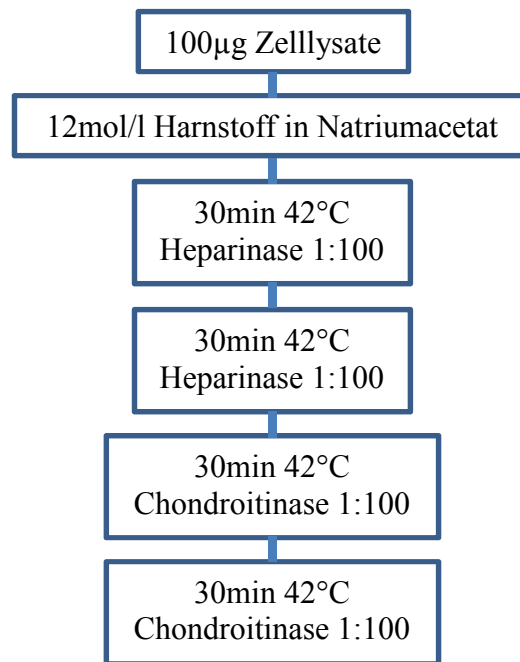 100µg Zelllysate
12mol/l Harnstoff in Natriumacetat
30min 42°C
Heparinase 1:100
30min 42°C
Heparinase 1:100
30min 42°C
Chondroitinase 1:100
30min 42°C
Chondroitinase 1:100